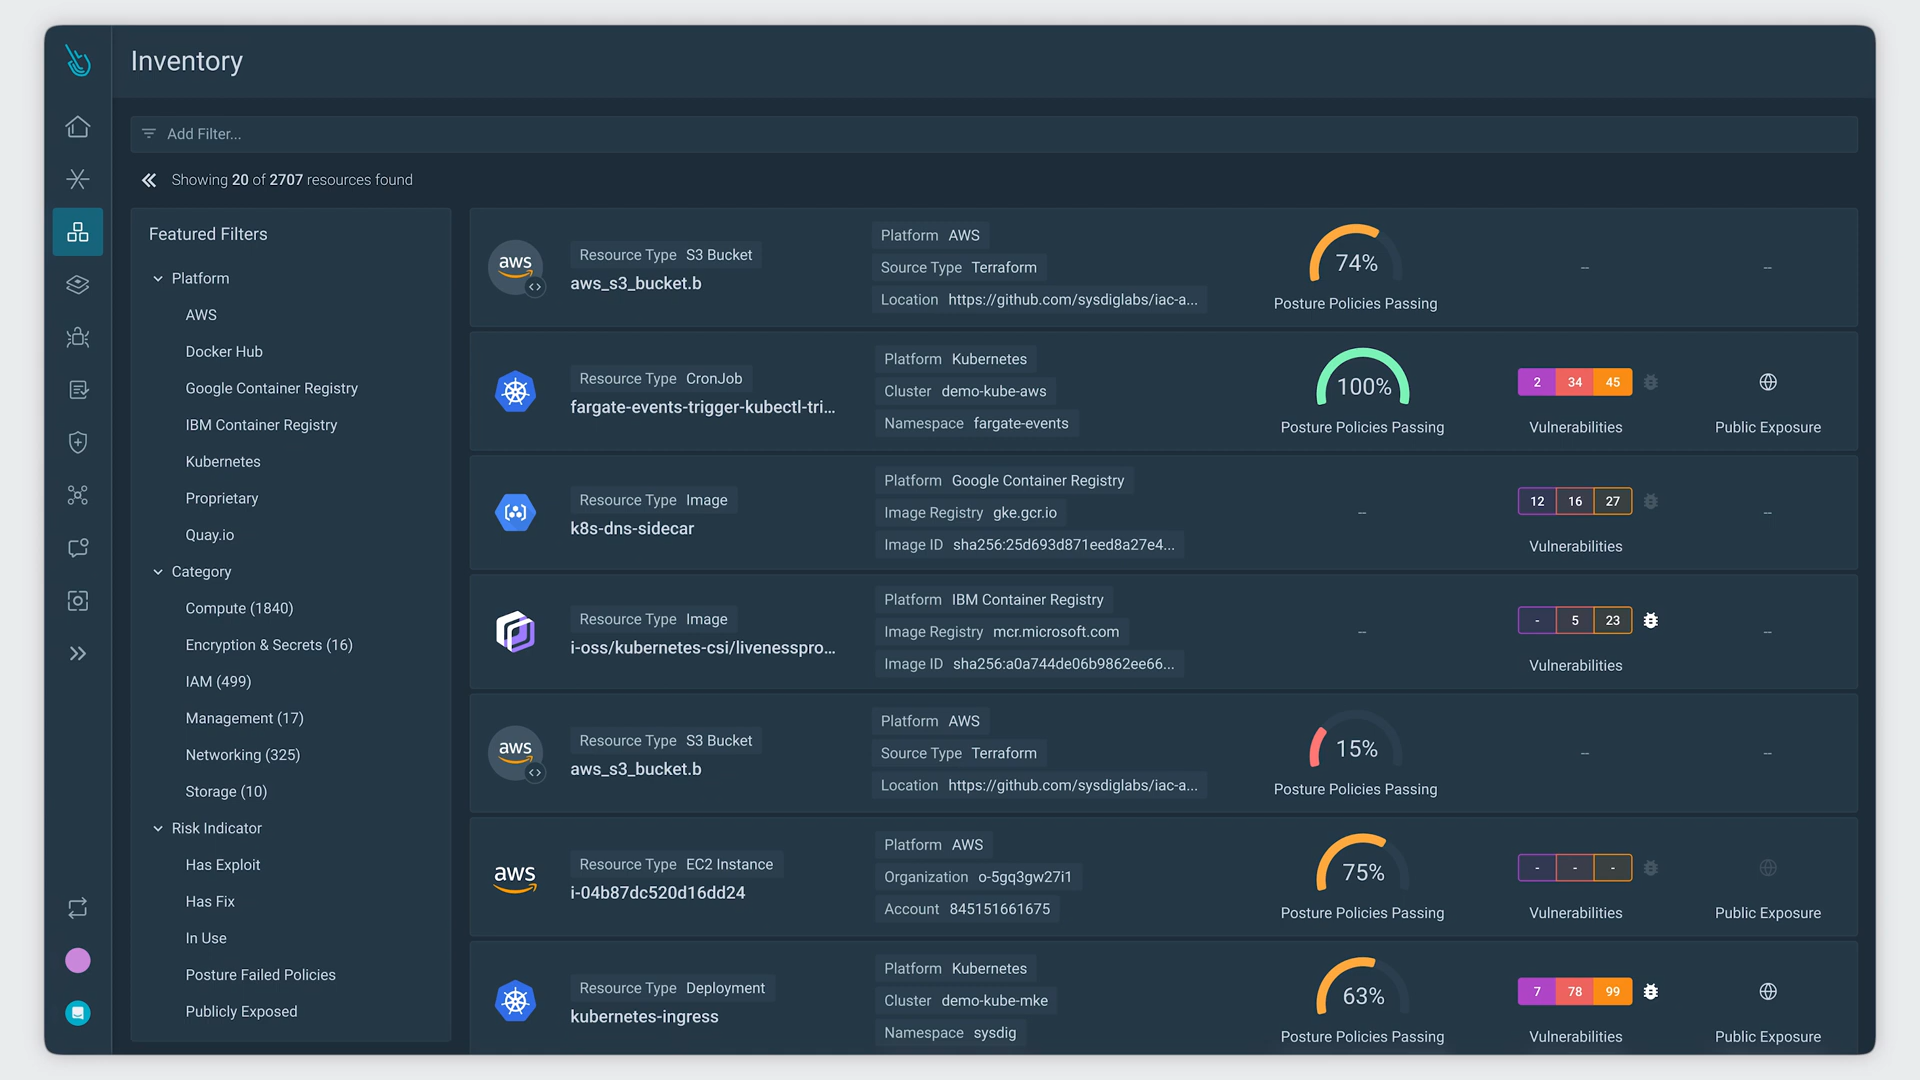 Inventory
Add Filter...
Showing 20 of 2707 resources found
Featured Filters
Platform
AWS
Docker Hub
Google Container Registry
IBM Container Registry
Kubernetes
Proprietary
Quay.io
Category
Compute (1840)
Encryption & Secrets (16)
IAM (499)
Management (17)
Networking (325)
Storage (10)
Risk Indicator
Has Exploit
Has Fix
In Use
Posture Failed Policies
Publicly Exposed
aws
Resource Type S3 Bucket
aws_s3_bucket.b
Platform AWS
Source Type Terraform
Location https://github.com/sysdiglabs/iac-a...
74%
Posture Policies Passing
--
--
Resource Type CronJob
fargate-events-trigger-kubectl-tri...
Platform Kubernetes
Cluster demo-kube-aws
Namespace fargate-events
100%
Posture Policies Passing
2 34 45
Vulnerabilities
Public Exposure
Resource Type Image
k8s-dns-sidecar
Platform Google Container Registry
Image Registry gke.gcr.io
Image ID sha256:25d693d871eed8a27e4...
--
12 16 27
Vulnerabilities
--
Resource Type Image
i-oss/kubernetes-csi/livenesspro...
Platform IBM Container Registry
Image Registry mcr.microsoft.com
Image ID sha256:a0a744de06b9862ee66...
--
- 5 23
Vulnerabilities
--
aws
Resource Type S3 Bucket
aws_s3_bucket.b
Platform AWS
Source Type Terraform
Location https://github.com/sysdiglabs/iac-a...
15%
Posture Policies Passing
--
--
aws
Resource Type EC2 Instance
i-04b87dc520d16dd24
Platform AWS
Organization o-5gq3gw27i1
Account 845151661675
75%
Posture Policies Passing
- - -
Vulnerabilities
Public Exposure
Resource Type Deployment
kubernetes-ingress
Platform Kubernetes
Cluster demo-kube-mke
Namespace sysdig
63%
Posture Policies Passing
7 78 99
Vulnerabilities
Public Exposure